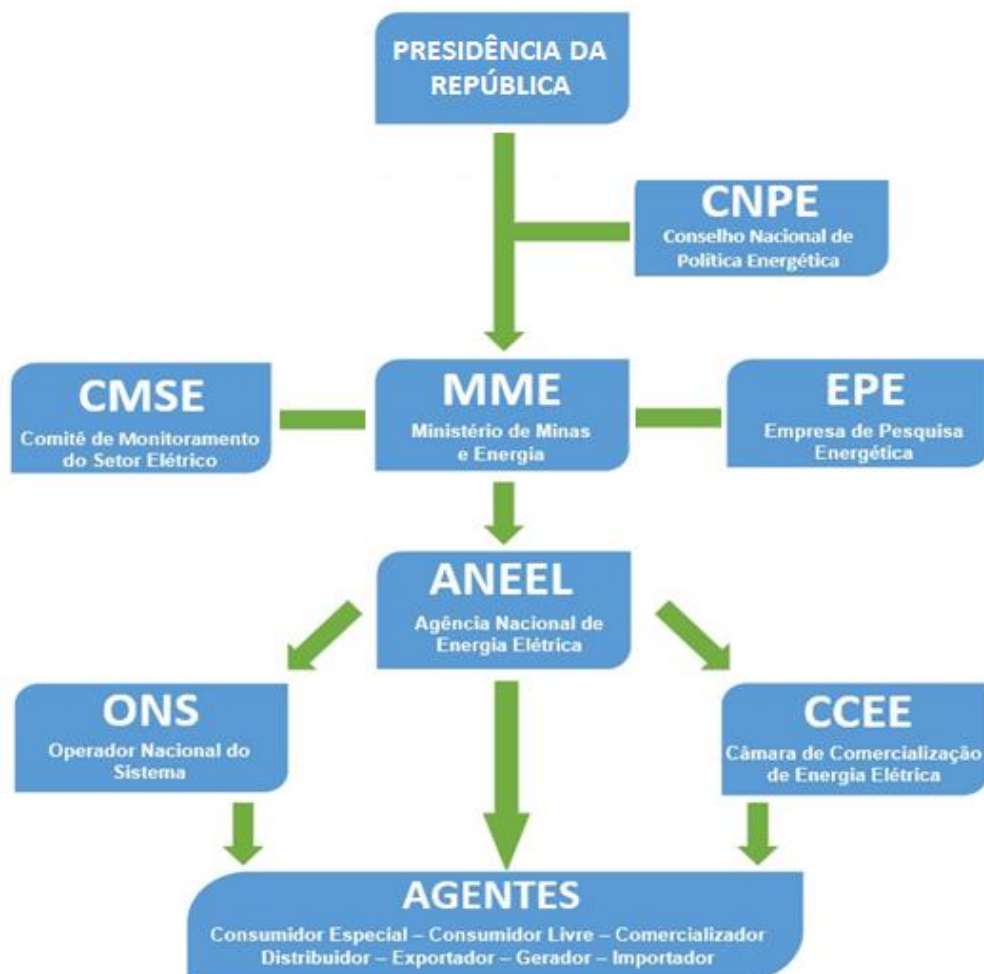 PRESIDÊNCIA DA
REPÚBLICA
CNPE
Conselho Nacional de
Política Energética
CMSE
Comitê de Monitoramento
do Setor Elétrico
MME
Ministério de Minas
e Energia
EPE
Empresa de Pesquisa
Energética
ANEEL
Agência Nacional de
Energia Elétrica
ONS
Operador Nacional do
Sistema
CCEE
Câmara de Comercialização
de Energia Elétrica
AGENTES
Consumidor Especial – Consumidor Livre – Comercializador
Distribuidor – Exportador – Gerador – Importador